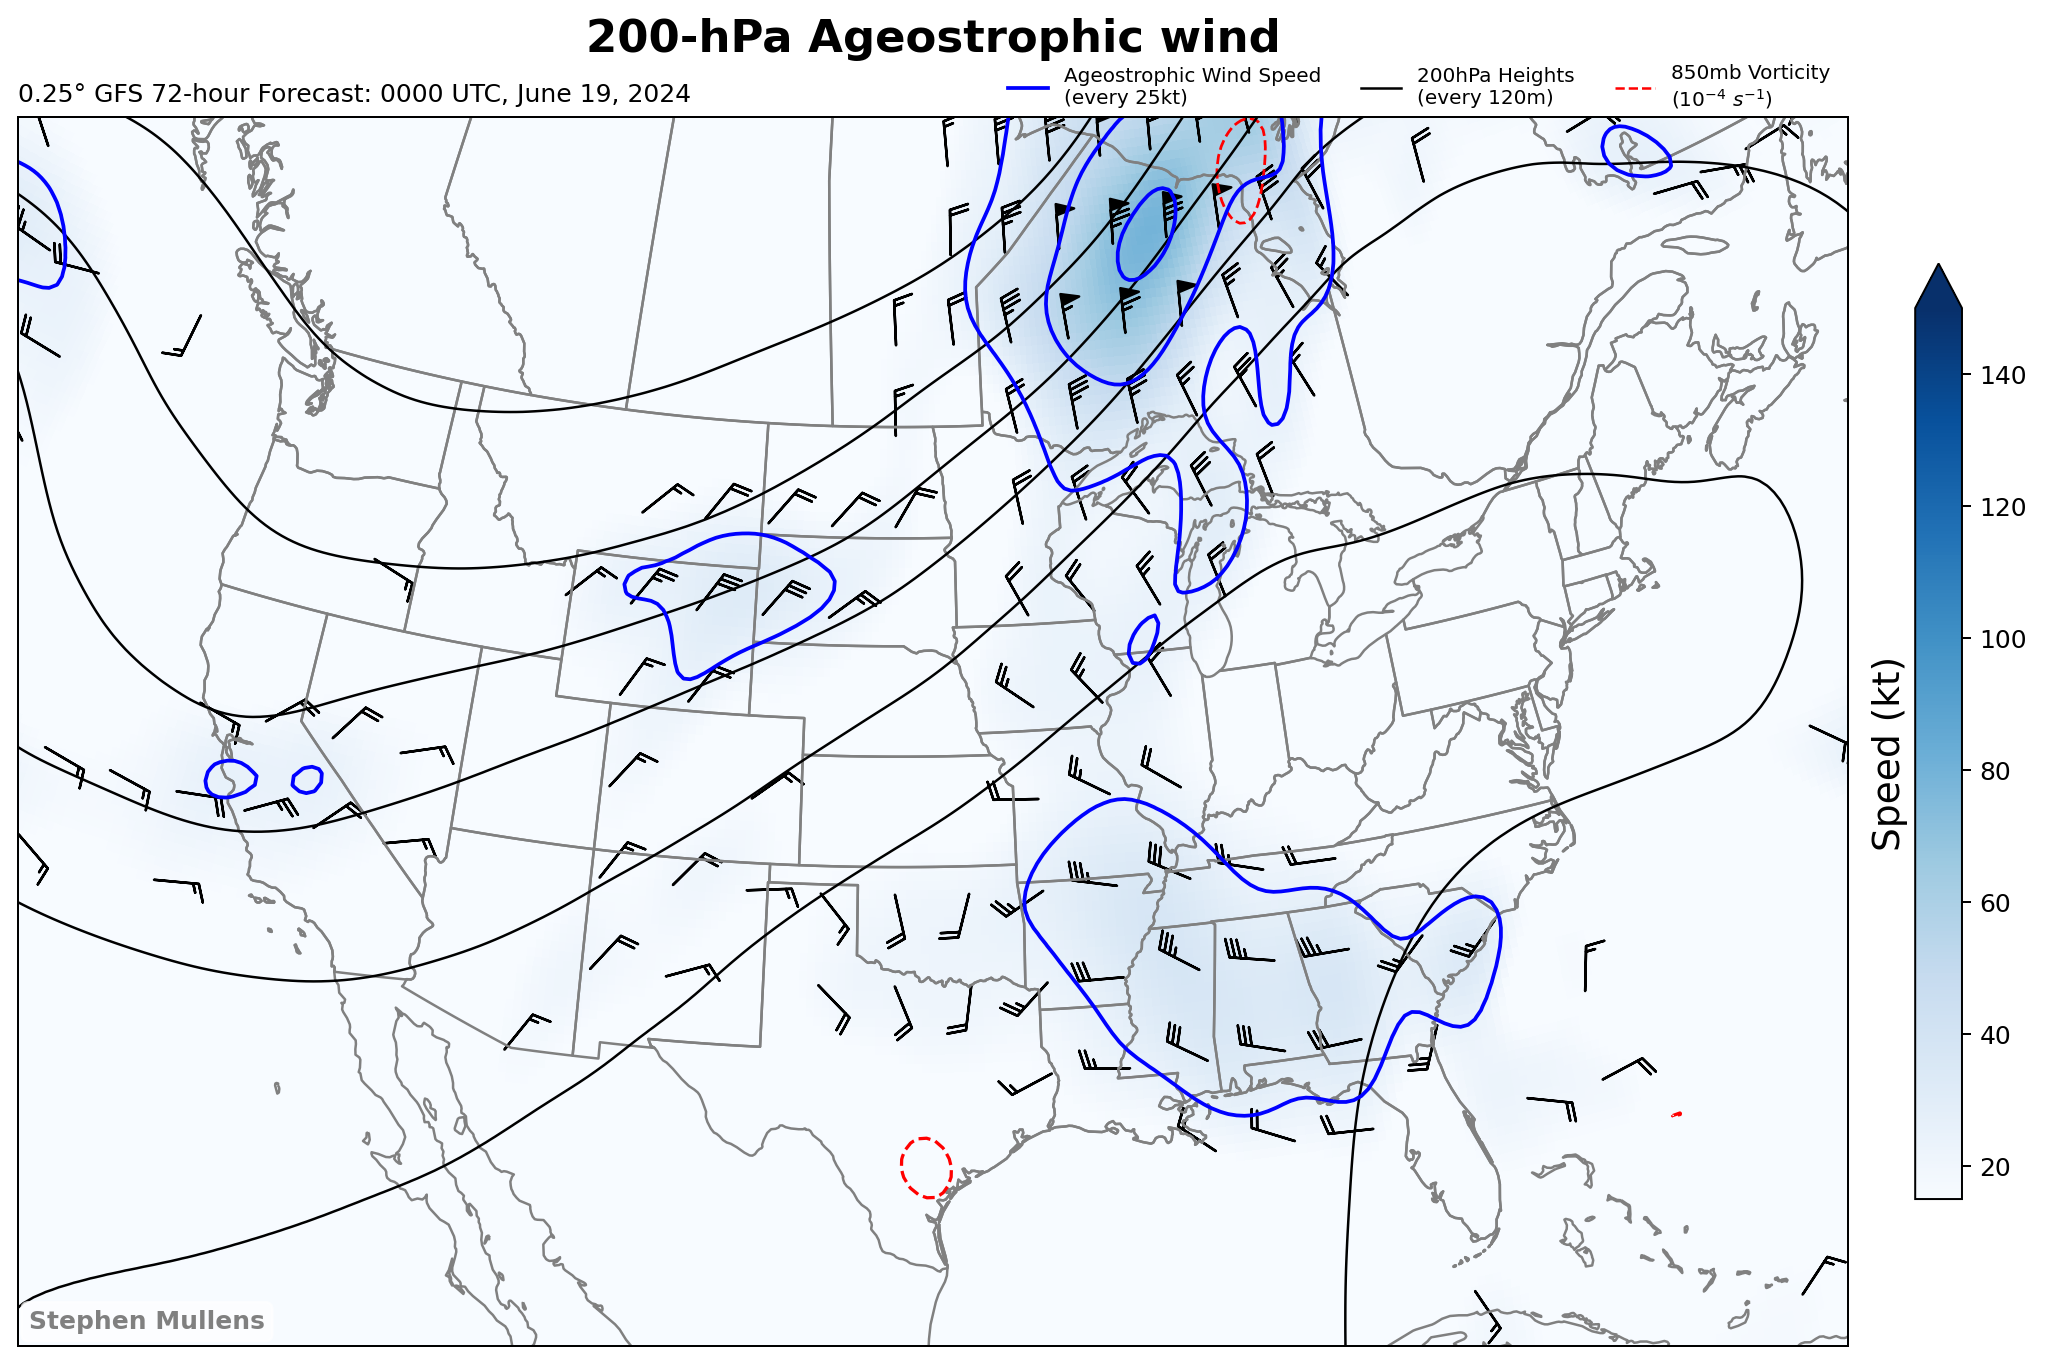 200-hPa Ageostrophic wind
0.25° GFS 72-hour Forecast: 0000 UTC, June 19, 2024
Ageostrophic Wind Speed
(every 25kt)
200hPa Heights
(every 120m)
850mb Vorticity
(10⁻⁴ s⁻¹)
140
120
100
80
60
40
20
Speed (kt)
Stephen Mullens